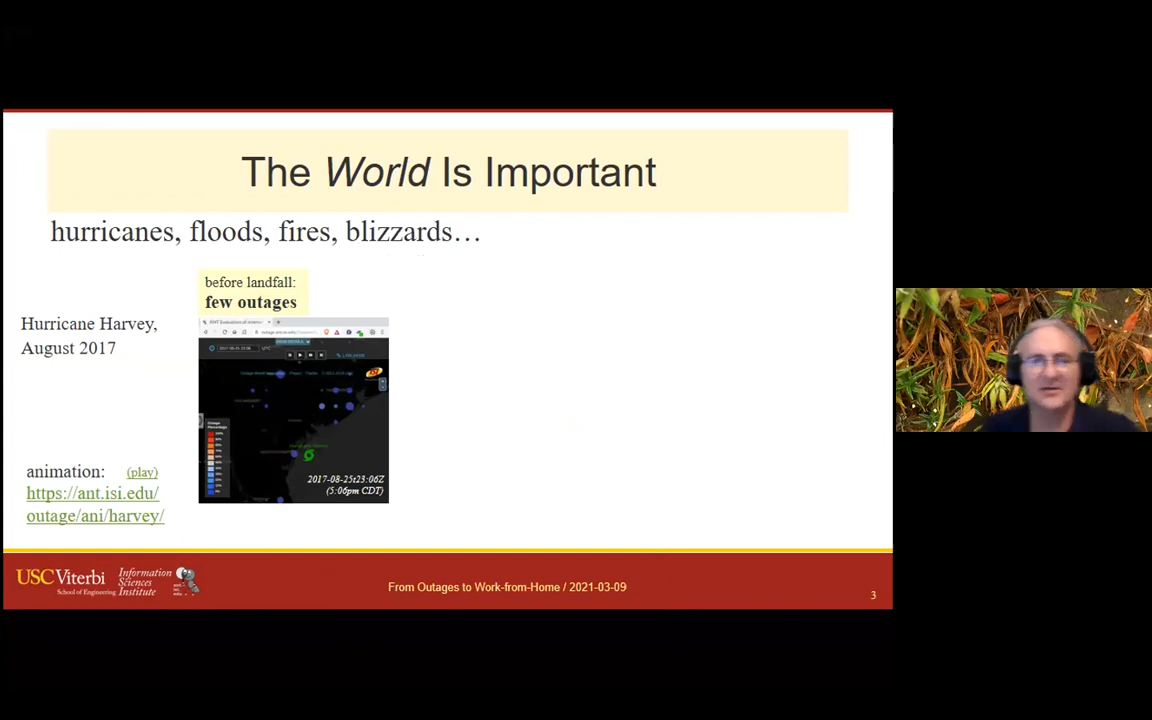 The World Is Important
hurricanes, floods, fires, blizzards…
before landfall:
few outages
Hurricane Harvey,
August 2017
2017-08-25t23:06Z
(5:06pm CDT)
animation: (play)
https://ant.isi.edu/
outage/ani/harvey/
USC Viterbi
School of Engineering
Information
Sciences
Institute
From Outages to Work-from-Home / 2021-03-09
3